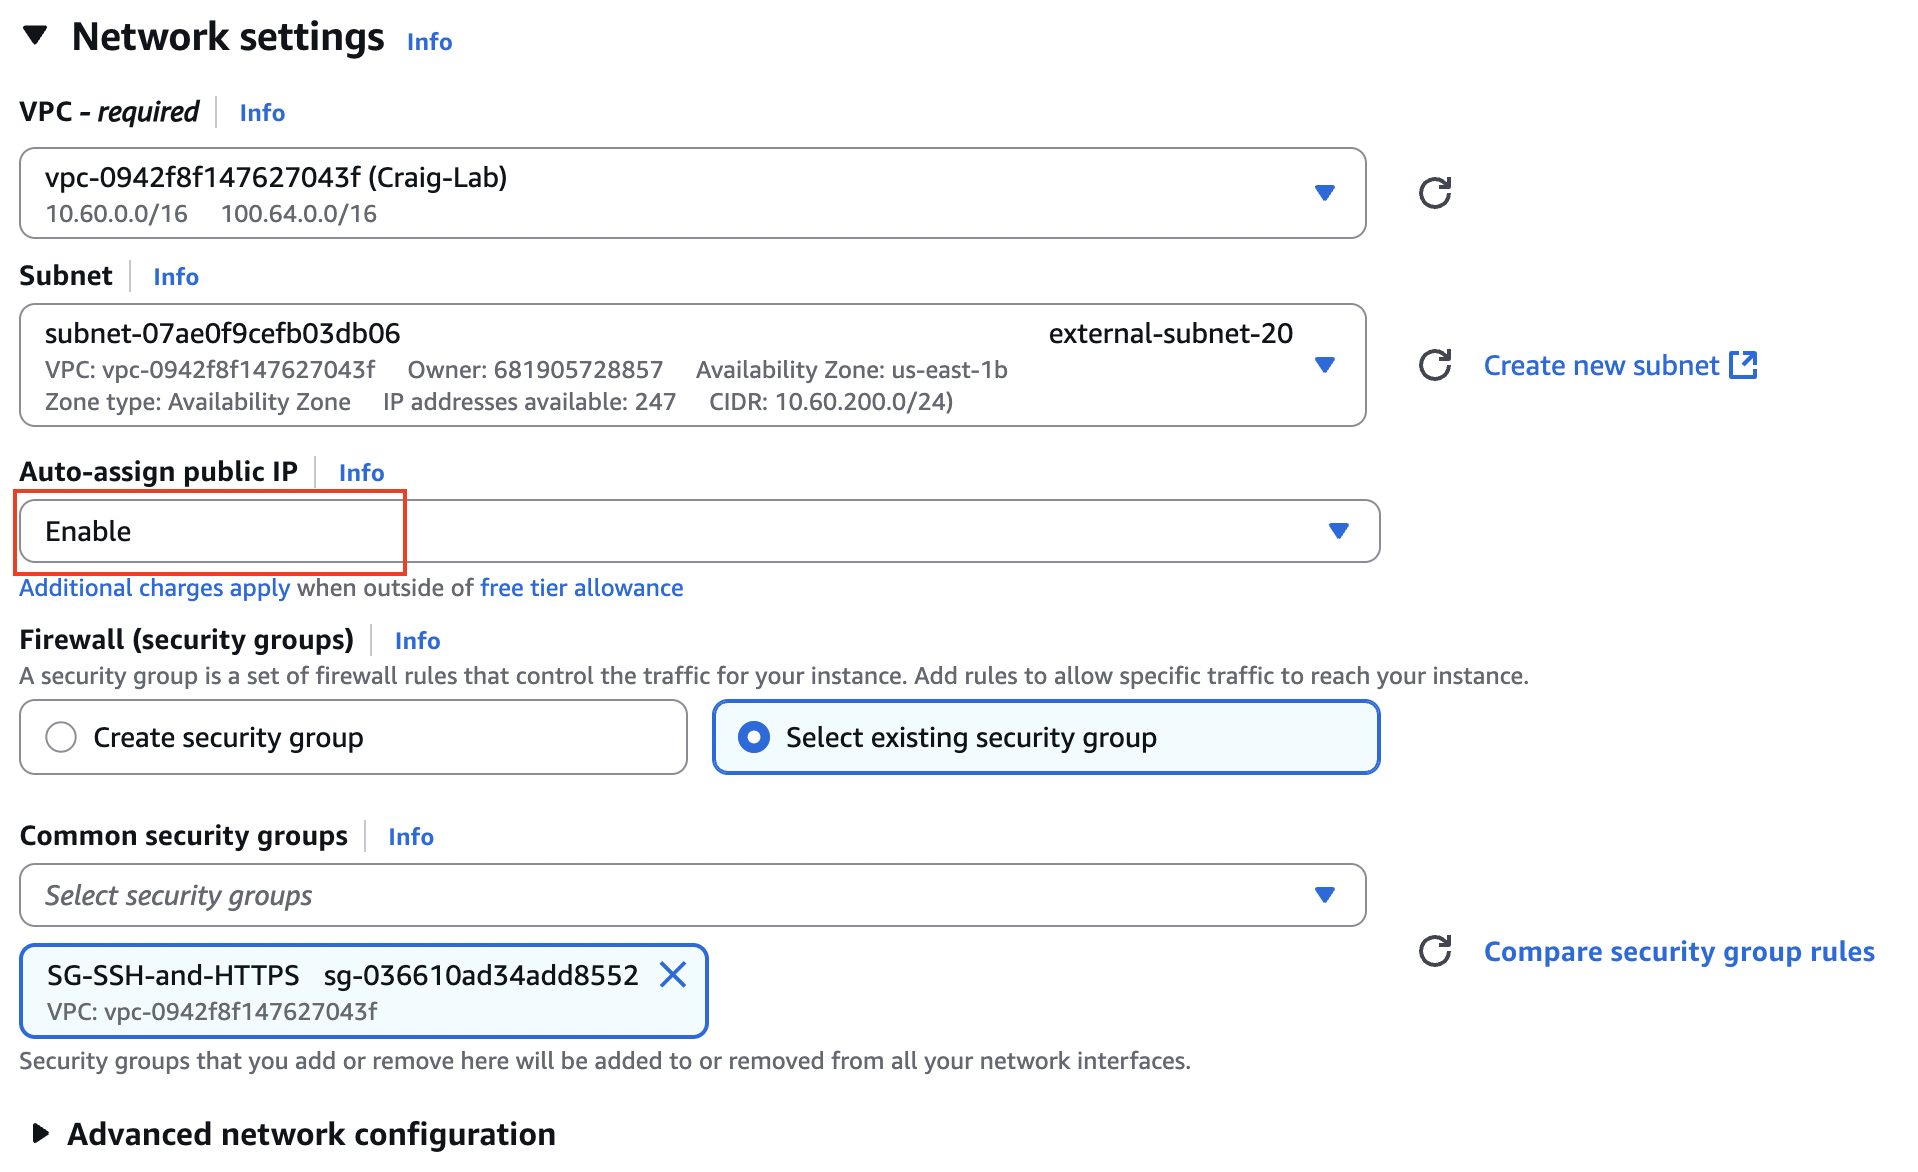 Network settings Info
VPC - required Info
vpc-0942f8f147627043f (Craig-Lab)
10.60.0.0/16 100.64.0.0/16
Subnet Info
subnet-07ae0f9cefb03db06 external-subnet-20
VPC: vpc-0942f8f147627043f Owner: 681905728857 Availability Zone: us-east-1b
Zone type: Availability Zone IP addresses available: 247 CIDR: 10.60.200.0/24)
Create new subnet
Auto-assign public IP Info
Enable
Additional charges apply when outside of free tier allowance
Firewall (security groups) Info
A security group is a set of firewall rules that control the traffic for your instance. Add rules to allow specific traffic to reach your instance.
Create security group
Select existing security group
Common security groups Info
Select security groups
SG-SSH-and-HTTPS sg-036610ad34add8552
VPC: vpc-0942f8f147627043f
Compare security group rules
Security groups that you add or remove here will be added to or removed from all your network interfaces.
Advanced network configuration